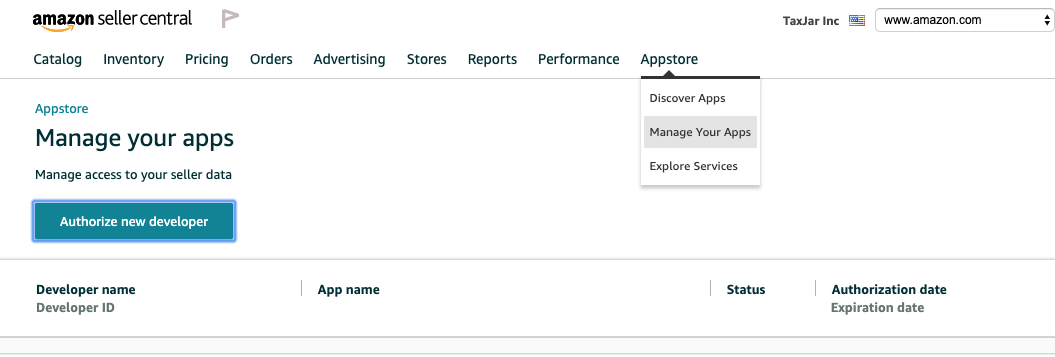 amazon seller central
TaxJar Inc
www.amazon.com
Catalog Inventory Pricing Orders Advertising Stores Reports Performance Appstore
Discover Apps
Manage Your Apps
Explore Services
Appstore
Manage your apps
Manage access to your seller data
Authorize new developer
Developer name App name Status Authorization date
Developer ID Expiration date